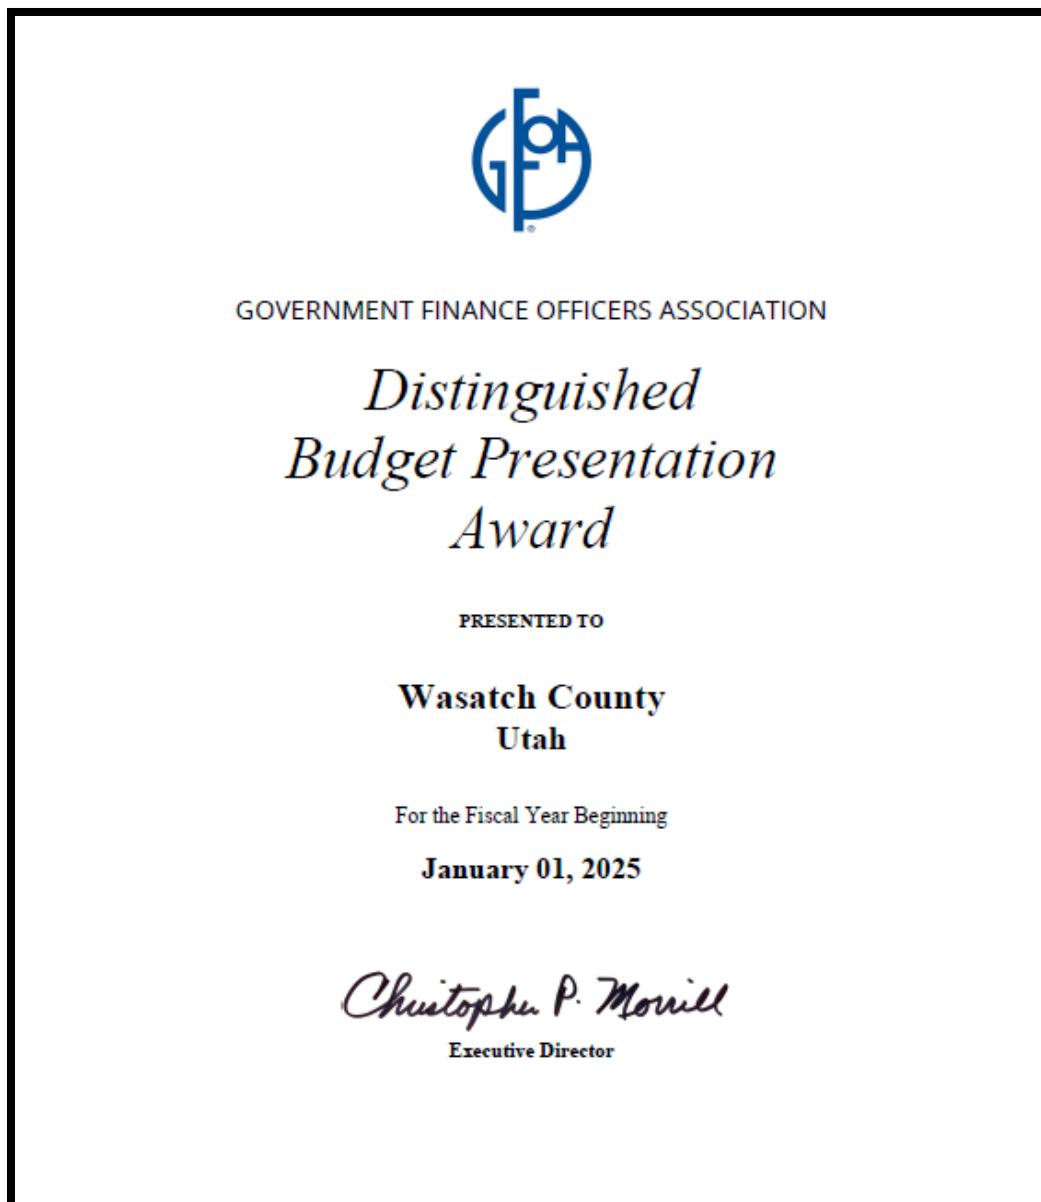 GFOA
®
GOVERNMENT FINANCE OFFICERS ASSOCIATION
Distinguished
Budget Presentation
Award
PRESENTED TO
Wasatch County
Utah
For the Fiscal Year Beginning
January 01, 2025
Christopher P. Morrill
Executive Director